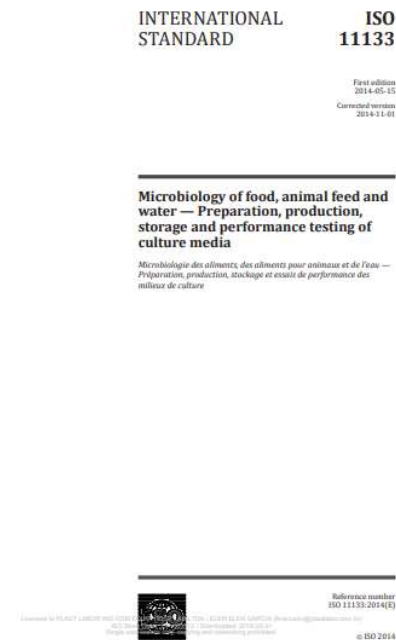 INTERNATIONAL
STANDARD
ISO
11133
First edition
2014-05-15
Corrected version
2014-11-01
Microbiology of food, animal feed and
water — Preparation, production,
storage and performance testing of
culture media
Microbiologie des aliments, des aliments pour animaux et de l'eau —
Préparation, production, stockage et essais de performance des
milieux de culture
Reference number
ISO 11133:2014(E)
© ISO 2014